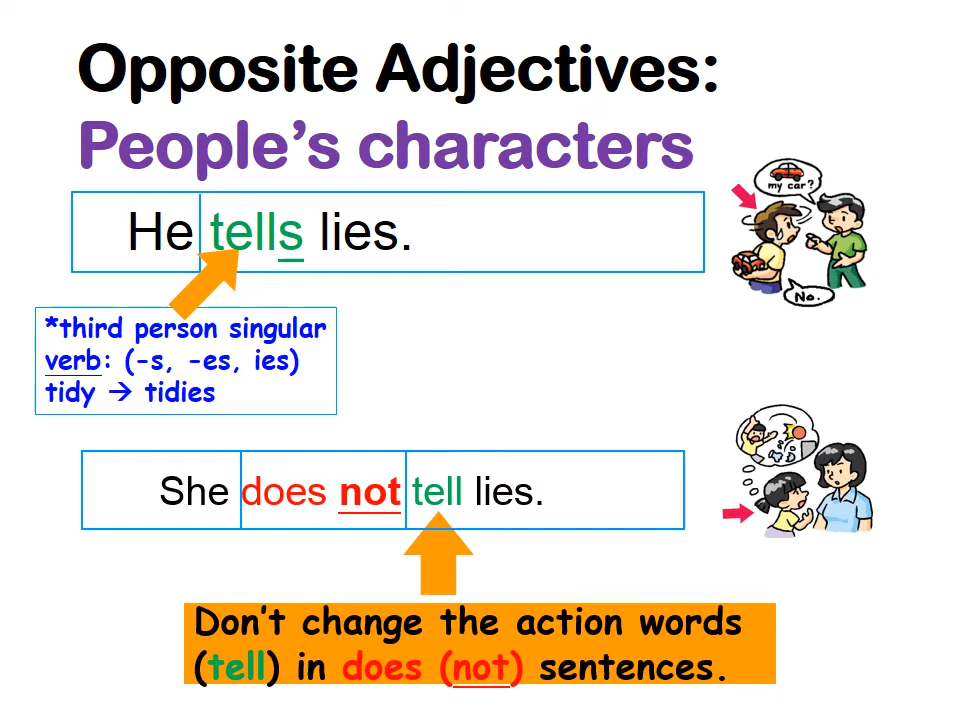 Opposite Adjectives:
People's characters
my car?
He tells lies.
No.
*third person singular
verb: (-s, -es, ies)
tidy → tidies
She does not tell lies.
Don't change the action words
(tell) in does (not) sentences.